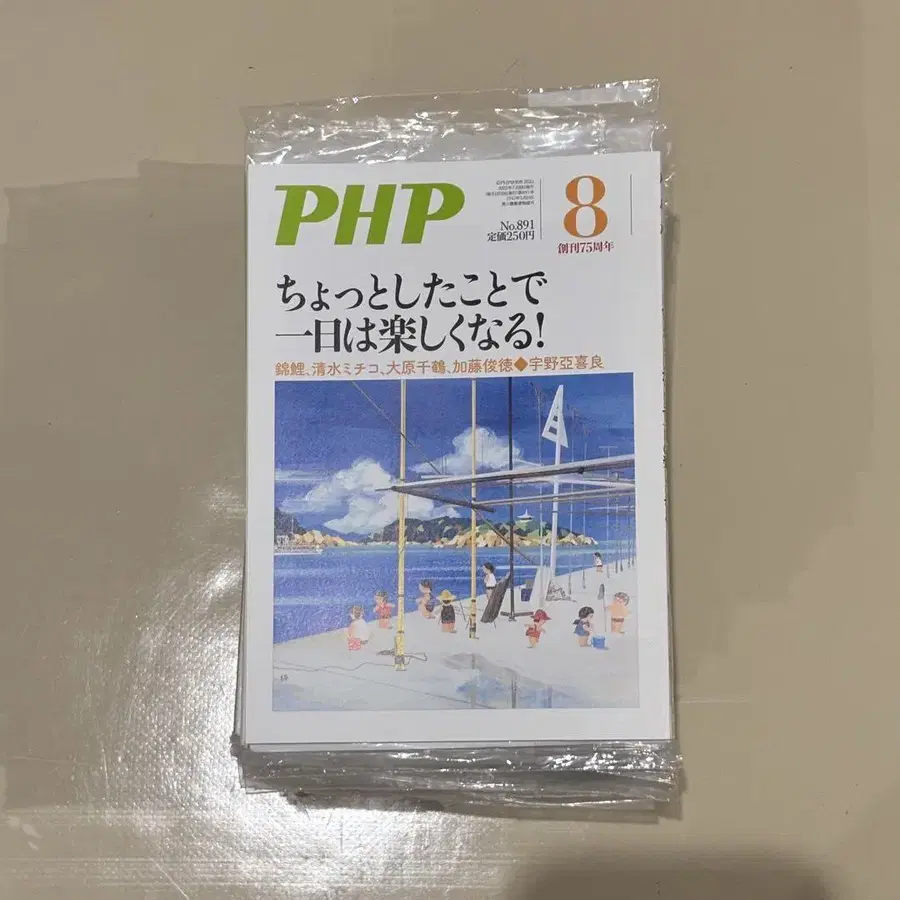 PHP
No.891
定価250円
8
創刊75周年
ちょっとしたことで
一日は楽しくなる!
錦鯉、清水ミチコ、大原千鶴、加藤俊徳◆宇野亞喜良